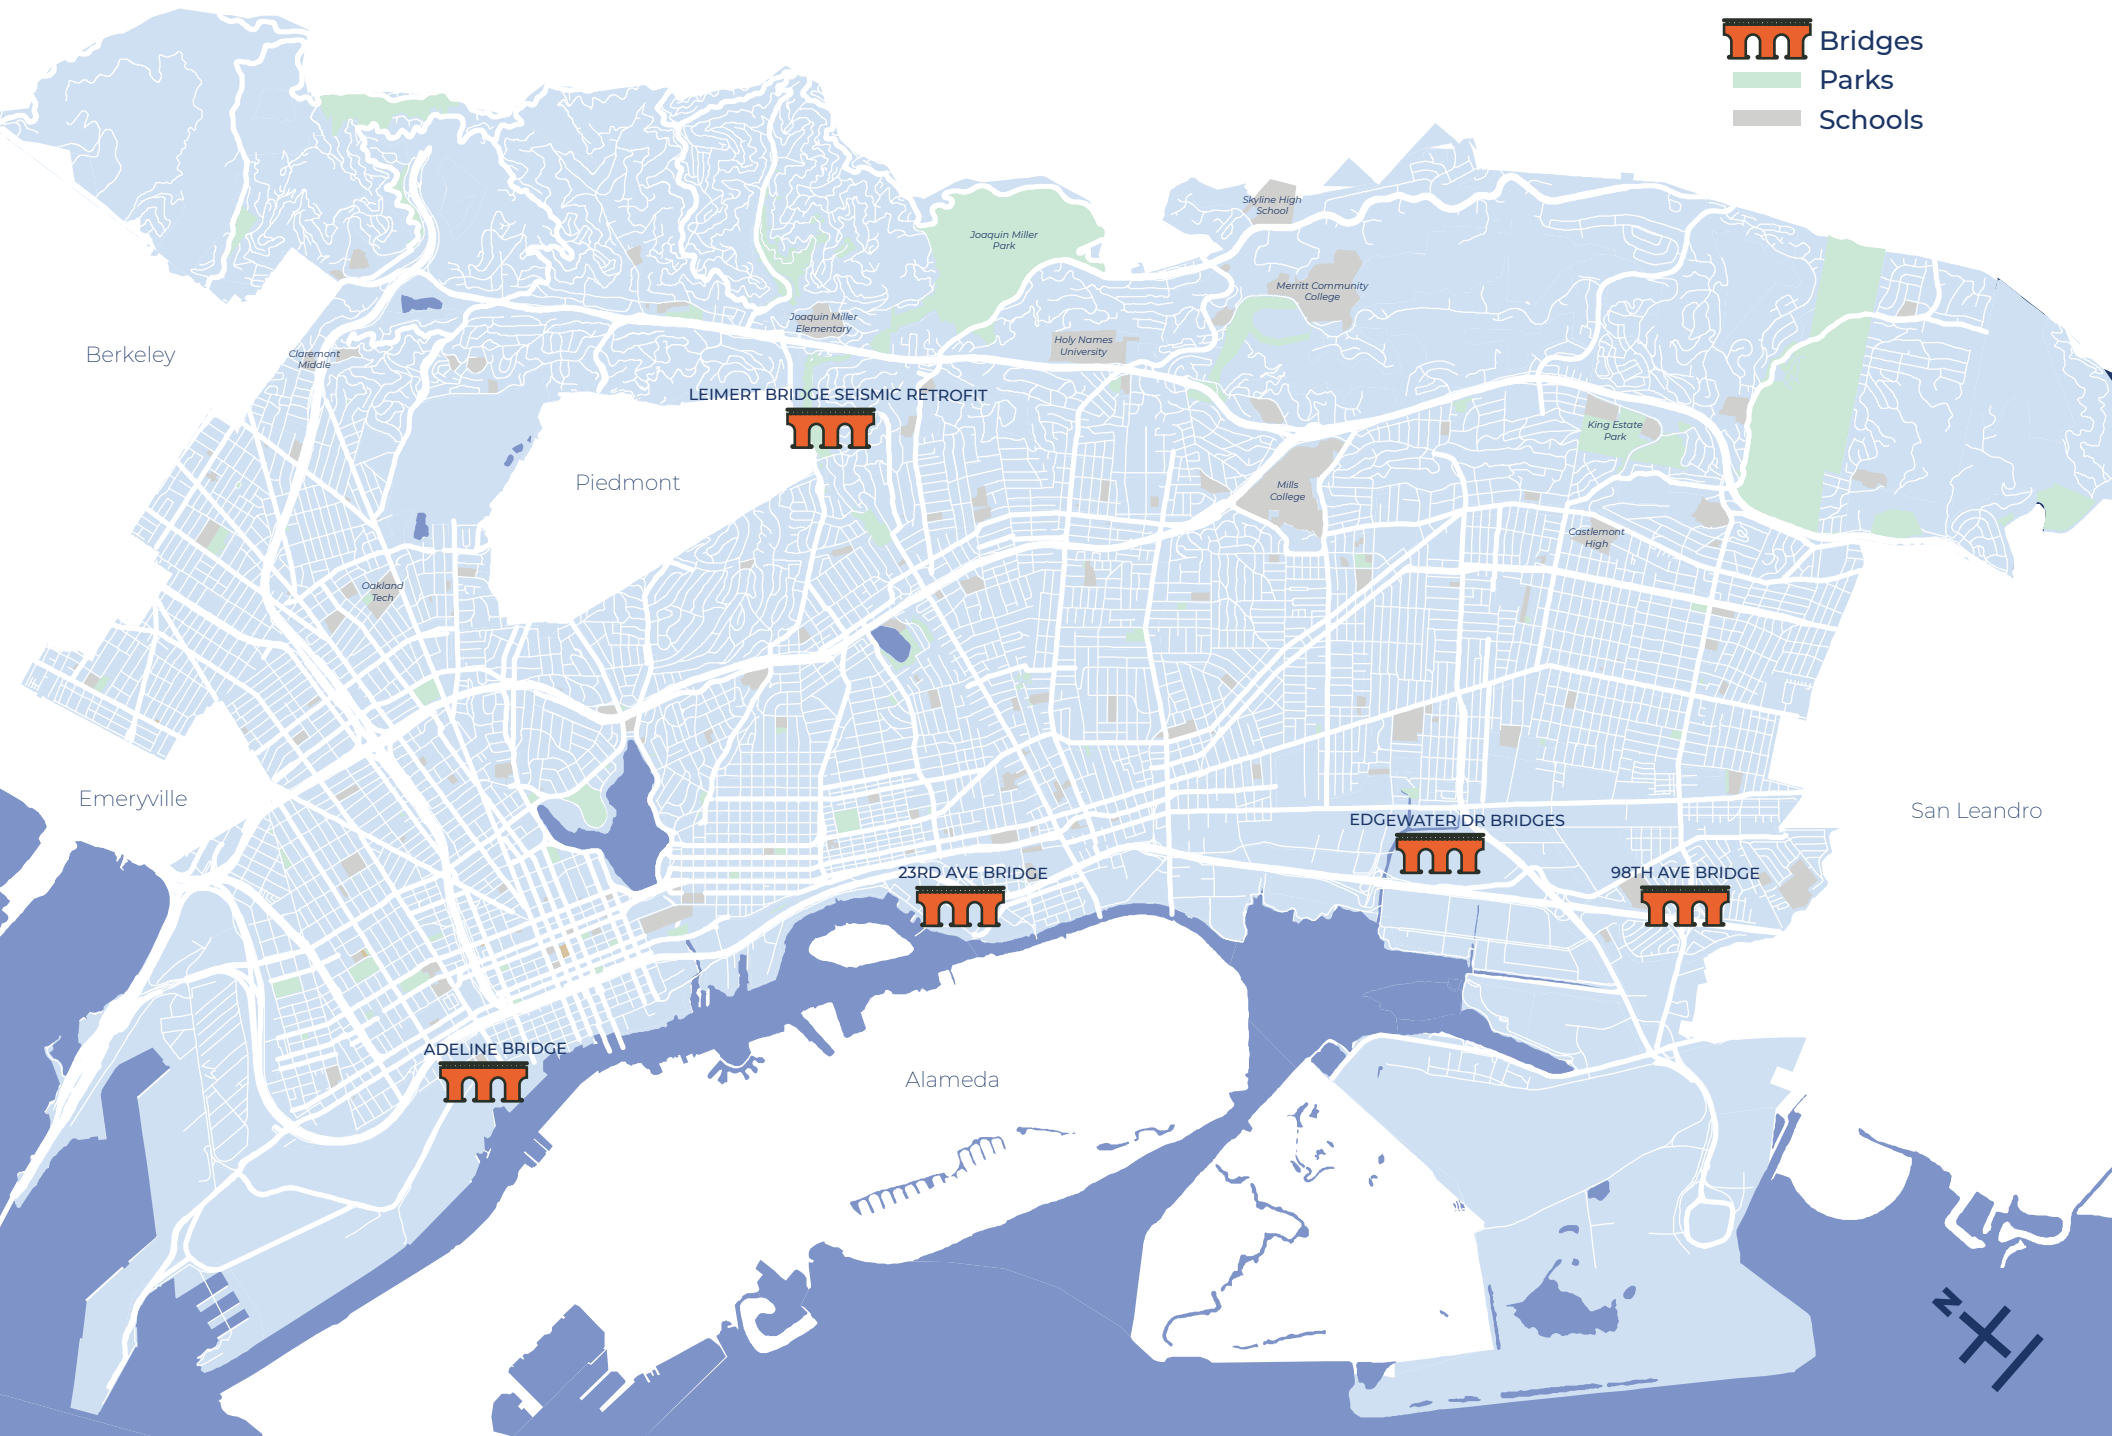 Bridges
Parks
Schools
Skyline High
School
Joaquin Miller
Park
Merritt Community
College
Joaquin Miller
Elementary
Holy Names
University
Berkeley
Claremont
Middle
LEIMERT BRIDGE SEISMIC RETROFIT
King Estate
Park
Piedmont
Mills
College
Castlemont
High
Oakland
Tech
Emeryville
San Leandro
EDGEWATER DR BRIDGES
23RD AVE BRIDGE
98TH AVE BRIDGE
ADELINE BRIDGE
Alameda
N